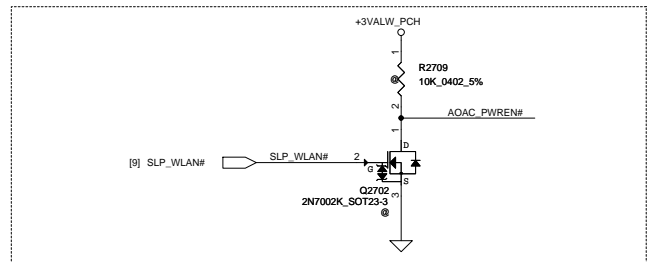 +3VALW_PCH
1
R2709
@
10K_0402_5%
2
AOAC_PWREN#
1
D
[9] SLP_WLAN#
SLP_WLAN#
2
G
S
Q2702
3
2N7002K_SOT23-3
@